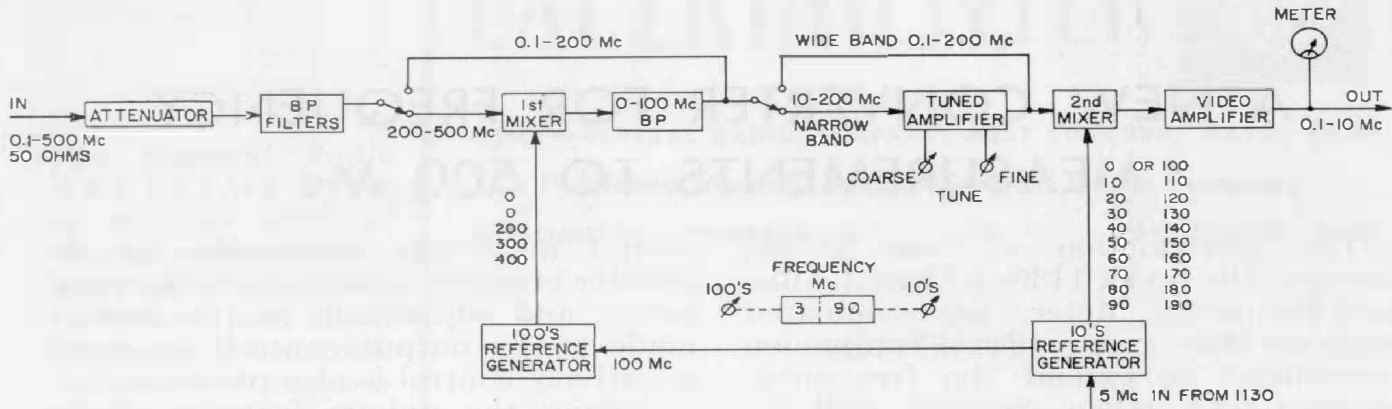 METER
0.1-200 Mc
WIDE BAND 0.1-200 Mc
IN
ATTENUATOR
BP
FILTERS
1st
MIXER
0-100 Mc
BP
10-200 Mc
NARROW
BAND
TUNED
AMPLIFIER
2nd
MIXER
VIDEO
AMPLIFIER
OUT
0.1-10 Mc
0.1-500 Mc
50 OHMS
200-500 Mc
COARSE
FINE
TUNE
0
0
200
300
400
0 OR 100
10 110
20 120
30 130
40 140
50 150
60 160
70 170
80 180
90 190
FREQUENCY
Mc
100'S
3 90
10'S
100'S
REFERENCE
GENERATOR
100 Mc
10'S
REFERENCE
GENERATOR
5 Mc IN FROM 1130